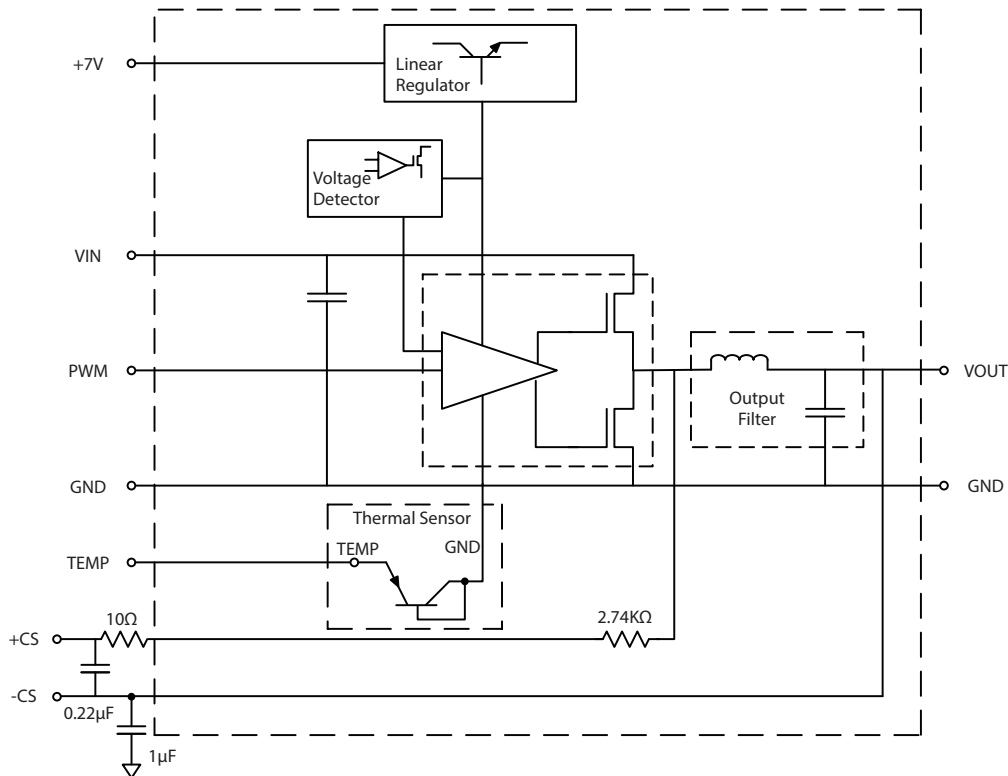 +7V
Linear
Regulator
Voltage
Detector
VIN
PWM
VOUT
Output
Filter
GND
GND
Thermal Sensor
TEMP
TEMP
GND
10Ω
2.74KΩ
+CS
-CS
0.22µF
1µF